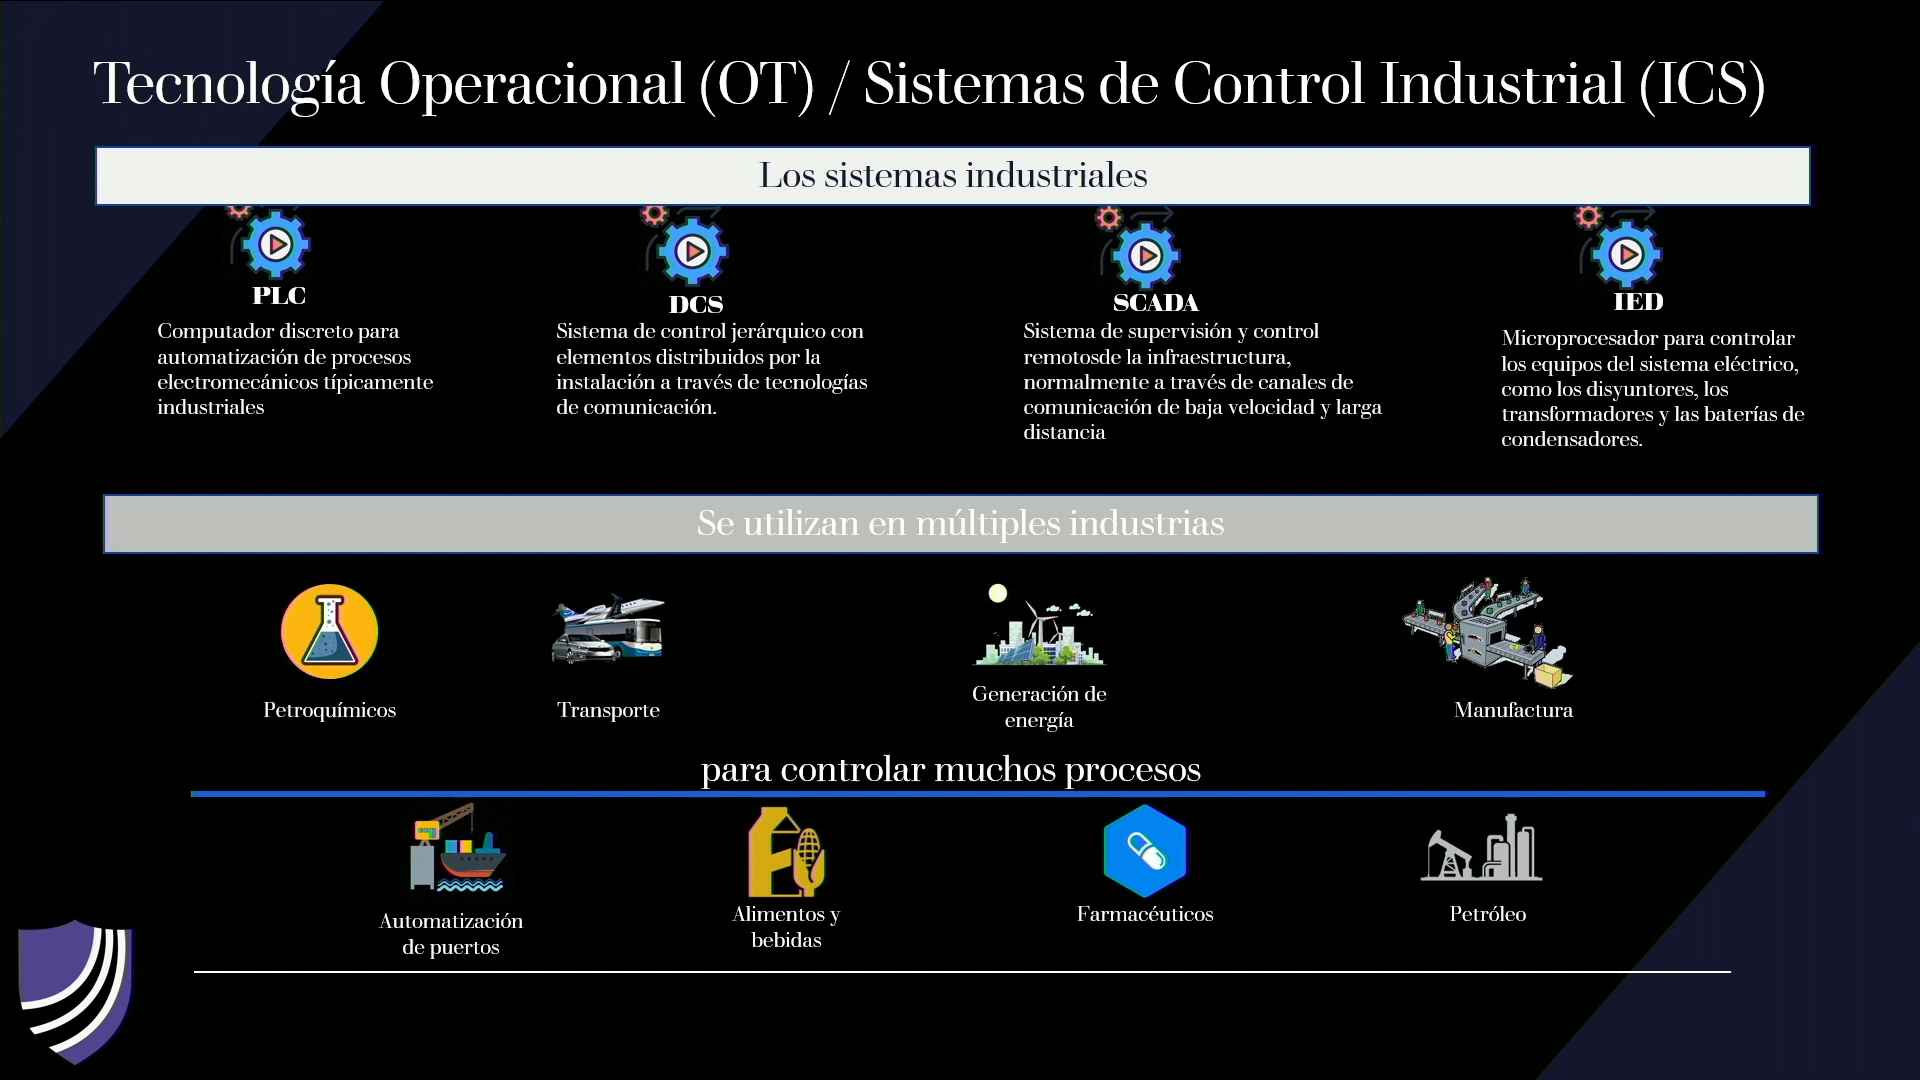 Tecnología Operacional (OT) / Sistemas de Control Industrial (ICS)
Los sistemas industriales
PLC
Computador discreto para
automatización de procesos
electromecánicos típicamente
industriales
DCS
Sistema de control jerárquico con
elementos distribuidos por la
instalación a través de tecnologías
de comunicación.
SCADA
Sistema de supervisión y control
remotosde la infraestructura,
normalmente a través de canales de
comunicación de baja velocidad y larga
distancia
IED
Microprocesador para controlar
los equipos del sistema eléctrico,
como los disyuntores, los
transformadores y las baterías de
condensadores.
Se utilizan en múltiples industrias
Petroquímicos
Transporte
Generación de
energía
Manufactura
para controlar muchos procesos
Automatización
de puertos
Alimentos y
bebidas
Farmacéuticos
Petróleo